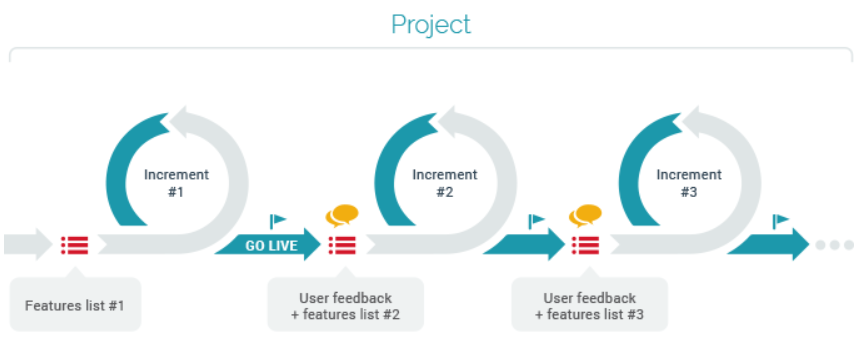 Project
Increment
#1
Increment
#2
Increment
#3
GO LIVE
Features list #1
User feedback
+ features list #2
User feedback
+ features list #3